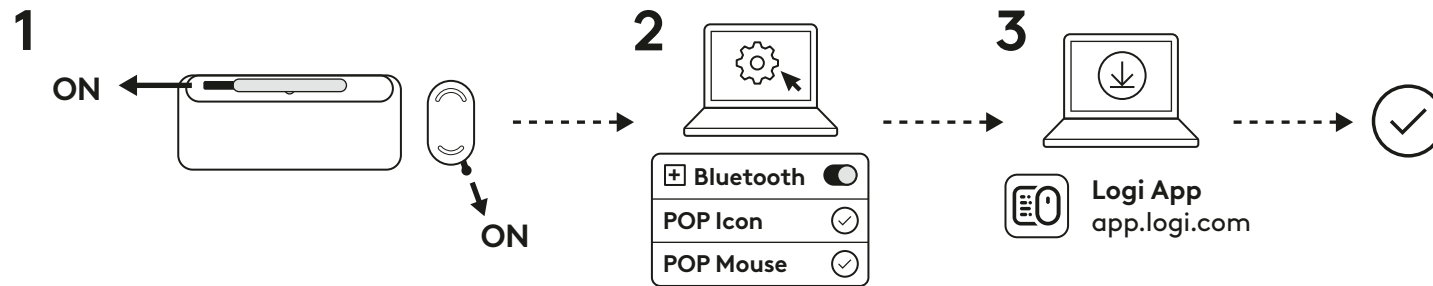 1
ON
ON
2
Bluetooth
POP Icon
POP Mouse
3
Logi App
app.logi.com